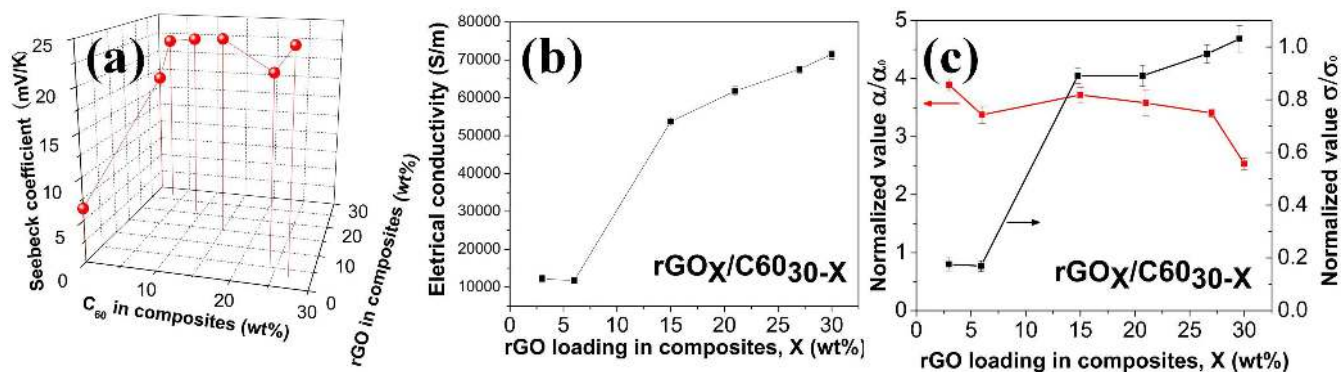 (a)
Seebeck coefficient (mV/K)
25
20
15
10
5
0
0
10
20
30
C60 in composites (wt%)
0
10
20
30
rGO in composites (wt%)
(b)
Eletrical conductivity (S/m)
80000
70000
60000
50000
40000
30000
20000
10000
rGOX/C6030-X
0 5 10 15 20 25 30
rGO loading in composites, X (wt%)
(c)
Normalized value α/α0
5
4
3
2
1
0
rGOX/C6030-X
0 5 10 15 20 25 30
rGO loading in composites, X (wt%)
1.0
0.8
0.6
0.4
0.2
0.0
Normalized value σ/σ0